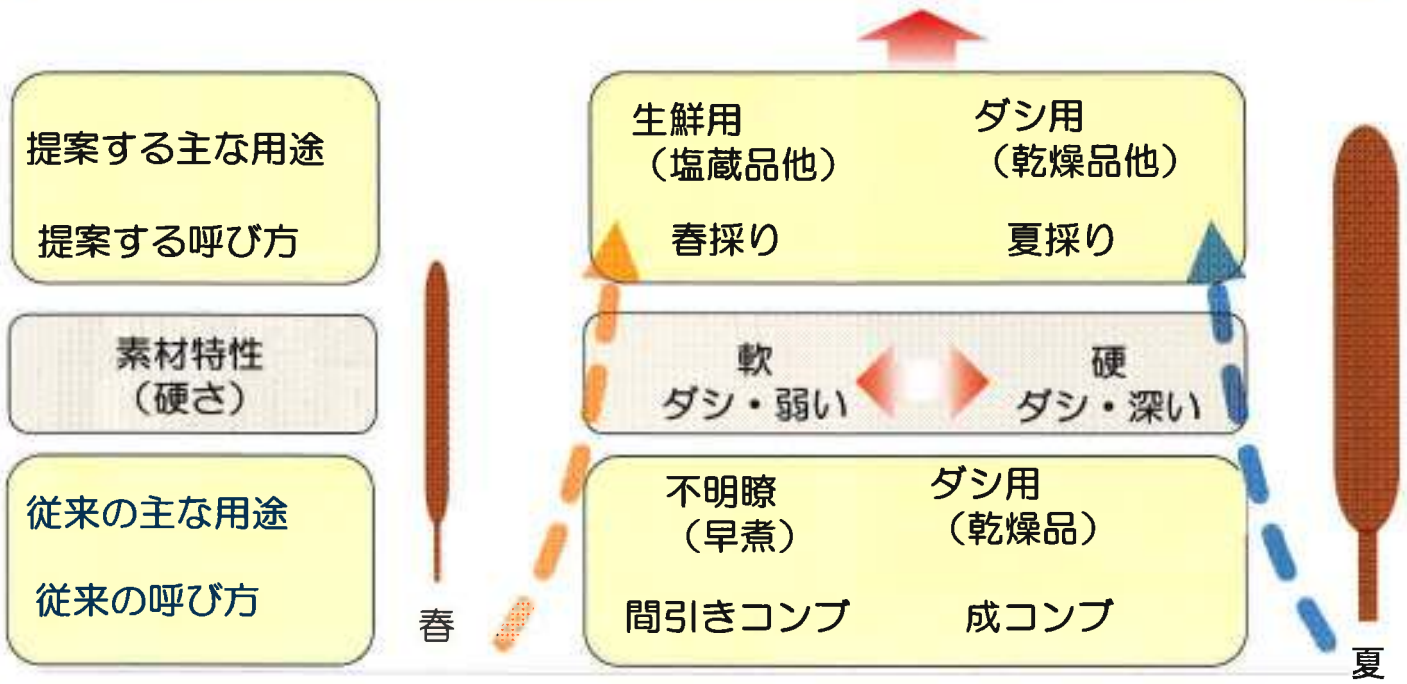 提案する主な用途
提案する呼び方
生鮮用
（塩蔵品他）
ダシ用
（乾燥品他）
春採り
夏採り
素材特性
（硬さ）
軟
ダシ・弱い
硬
ダシ・深い
従来の主な用途
従来の呼び方
不明瞭
（早煮）
ダシ用
（乾燥品）
間引きコンブ
成コンブ
春
夏